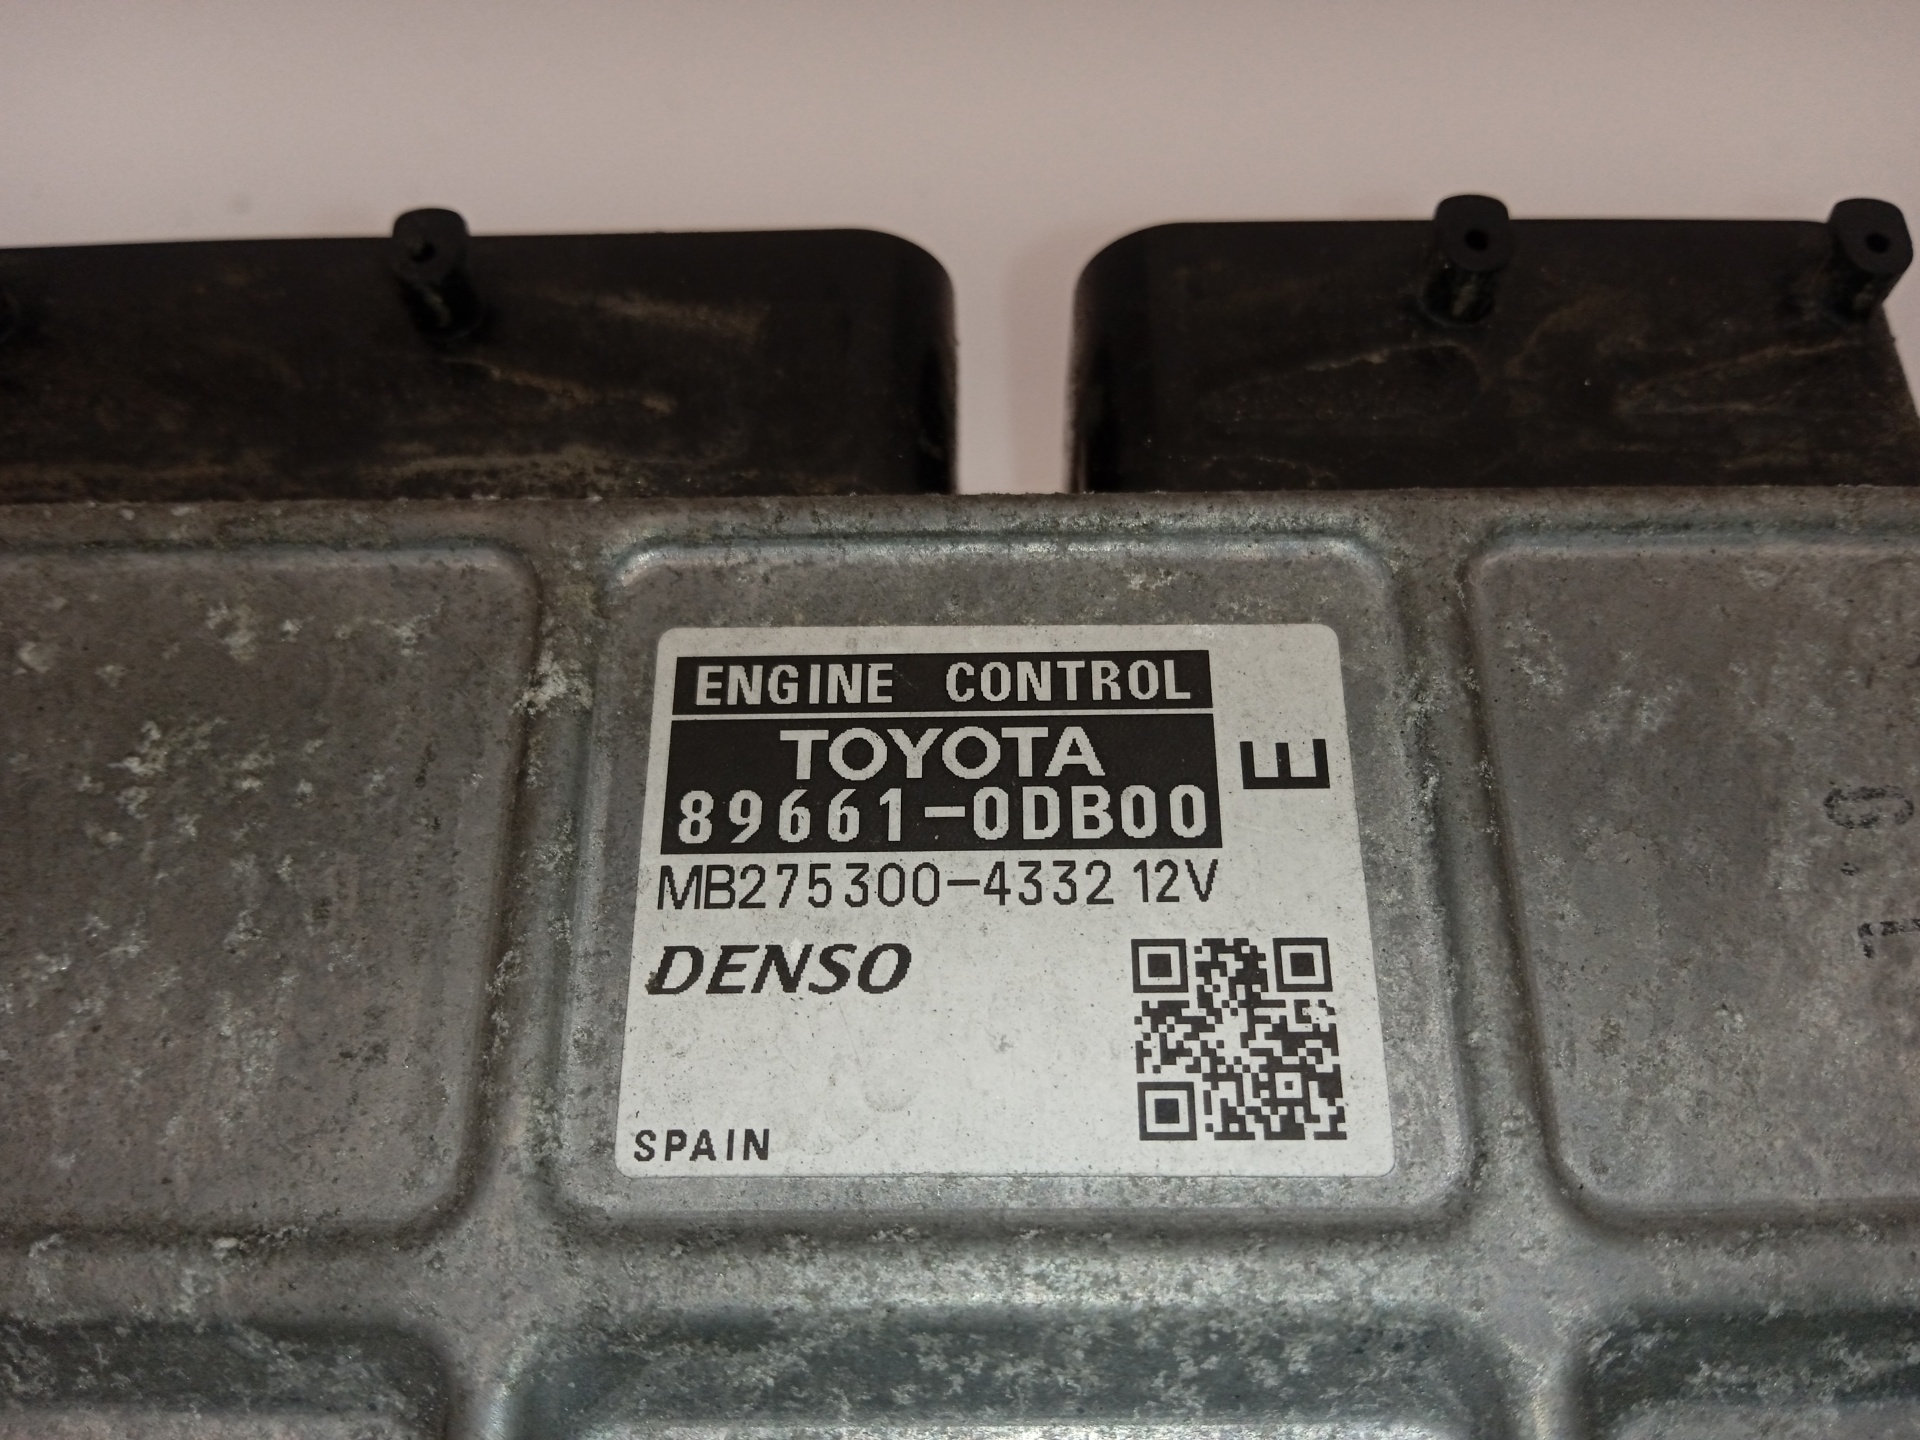 ENGINE CONTROL
TOYOTA
89661-0DB00
E
MB275300-4332 12V
DENSO
SPAIN